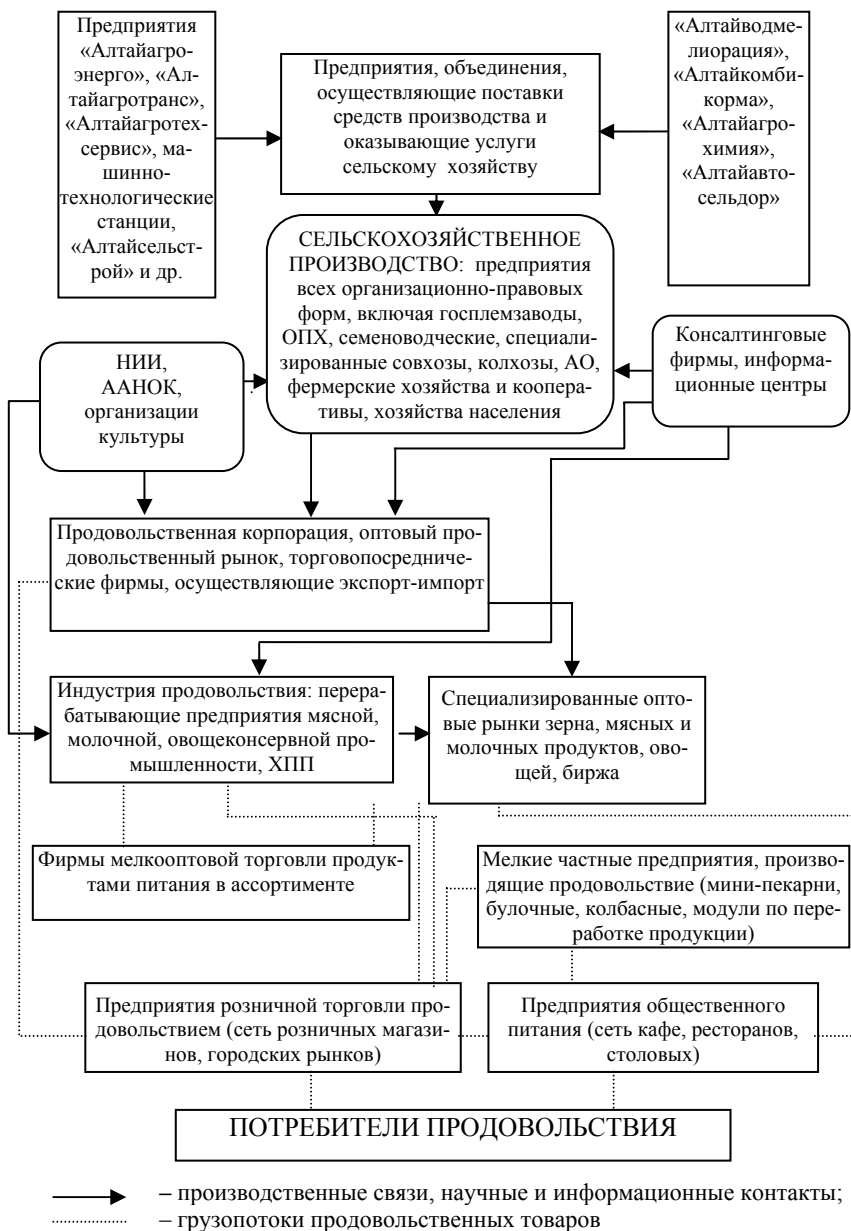 Предприятия
«Алтайагро-
энерго», «Ал-
тайагротранс»,
«Алтайагротех-
сервис», ма-
шинно-
технологические
станции,
«Алтайсельст-
рой» и др.
Предприятия, объединения,
осуществляющие поставки
средств производства и
оказывающие услуги
сельскому хозяйству
«Алтайводме-
лиорация»,
«Алтайкомби-
корма»,
«Алтайагро-
химия»,
«Алтайавто-
сельдор»
СЕЛЬСКОХОЗЯЙСТВЕННОЕ
ПРОИЗВОДСТВО: предприятия
всех организационно-правовых
форм, включая госплемзаводы,
ОПХ, семеноводческие, специали-
зированные совхозы, колхозы, АО,
фермерские хозяйства и коопера-
тивы, хозяйства населения
НИИ,
ААНОК,
организации
культуры
Консалтинговые
фирмы, информа-
ционные центры
Продовольственная корпорация, оптовый про-
довольственный рынок, торговопосредниче-
ские фирмы, осуществляющие экспорт-импорт
Индустрия продовольствия: перера-
батывающие предприятия мясной,
молочной, овощеконсервной про-
мышленности, ХПП
Специализированные опто-
вые рынки зерна, мясных и
молочных продуктов, ово-
щей, биржа
Фирмы мелкооптовой торговли продук-
тами питания в ассортименте
Мелкие частные предприятия, произво-
дящие продовольствие (мини-пекарни,
булочные, колбасные, модули по пере-
работке продукции)
Предприятия розничной торговли про-
довольствием (сеть розничных магази-
нов, городских рынков)
Предприятия общественного
питания (сеть кафе, ресторанов,
столовых)
ПОТРЕБИТЕЛИ ПРОДОВОЛЬСТВИЯ
– производственные связи, научные и информационные контакты;
– грузопотоки продовольственных товаров